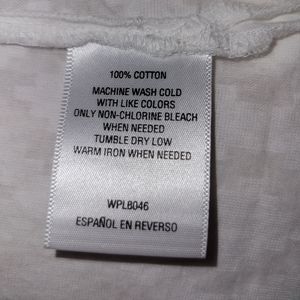 100% COTTON
MACHINE WASH COLD
WITH LIKE COLORS
ONLY NON-CHLORINE BLEACH
WHEN NEEDED
TUMBLE DRY LOW
WARM IRON WHEN NEEDED
WPL8046
ESPAÑOL EN REVERSO